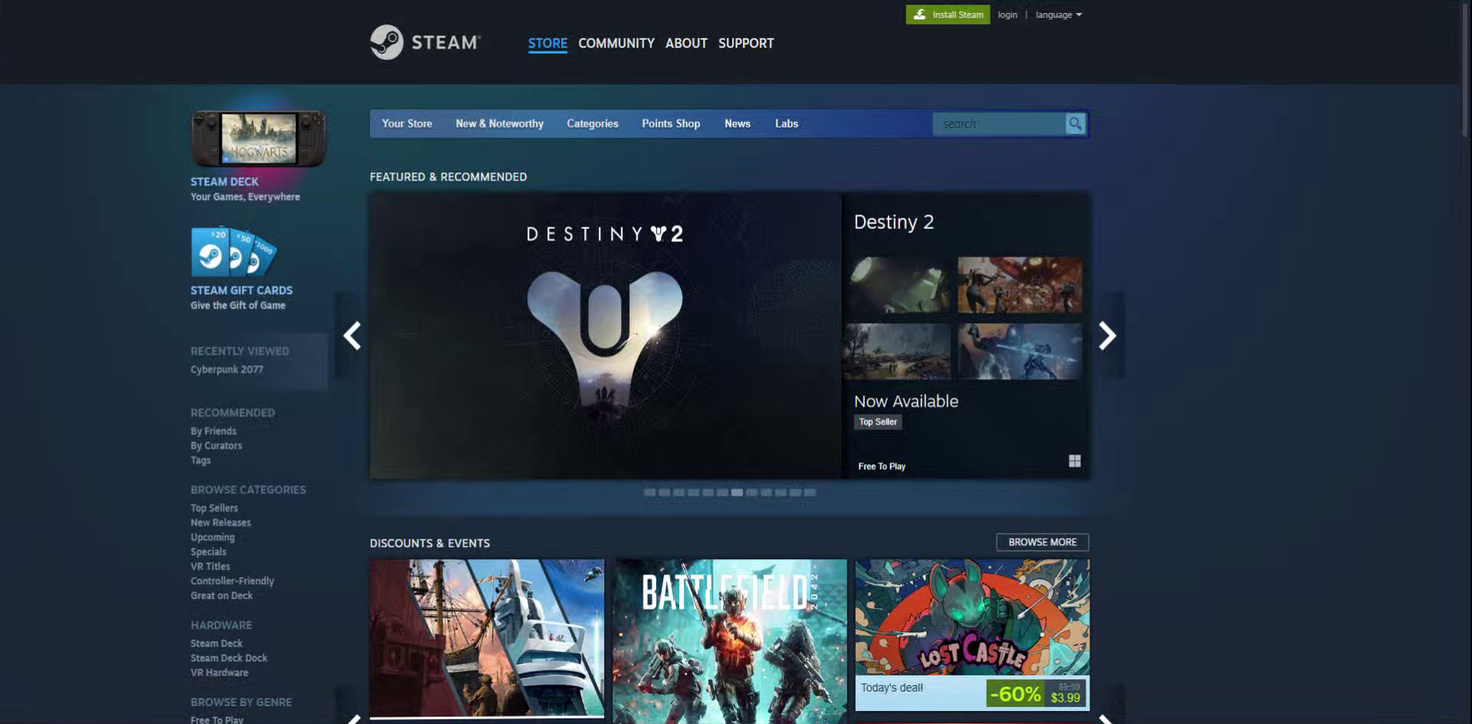 Install Steam
login
language
STEAM
STORE COMMUNITY ABOUT SUPPORT
Your Store New & Noteworthy Categories Points Shop News Labs
search
HOGWARTS
STEAM DECK
Your Games, Everywhere
$20 $50
STEAM GIFT CARDS
Give the Gift of Game
RECENTLY VIEWED
Cyberpunk 2077
RECOMMENDED
By Friends
By Curators
Tags
BROWSE CATEGORIES
Top Sellers
New Releases
Upcoming
Specials
VR Titles
Controller-Friendly
Great on Deck
HARDWARE
Steam Deck
Steam Deck Dock
VR Hardware
BROWSE BY GENRE
Free To Play
FEATURED & RECOMMENDED
DESTINY 2
Destiny 2
Now Available
Top Seller
Free To Play
DISCOUNTS & EVENTS
BROWSE MORE
BATTLEFIELD 2042
LOST CASTLE
Today's deal!
-60%
$9.99
$3.99